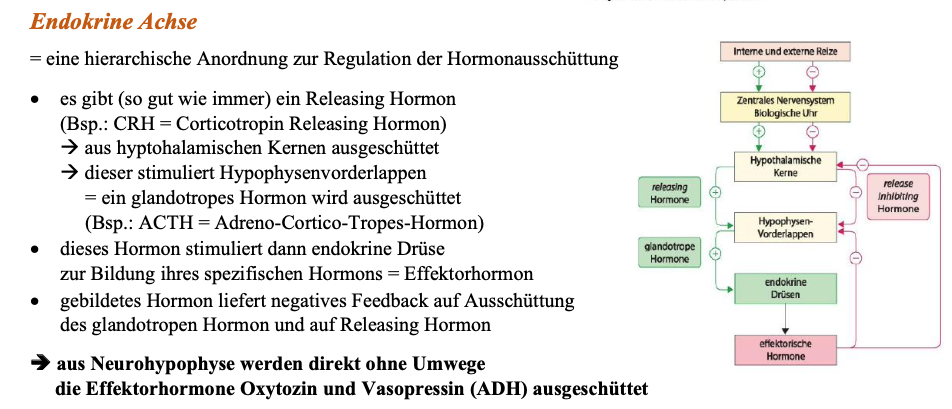 Endokrine Achse
= eine hierarchische Anordnung zur Regulation der Hormonausschüttung
• es gibt (so gut wie immer) ein Releasing Hormon
(Bsp.: CRH = Corticotropin Releasing Hormon)
→ aus hyptohalamischen Kernen ausgeschüttet
→ dieser stimuliert Hypophysenvorderlappen
= ein glandotropes Hormon wird ausgeschüttet
(Bsp.: ACTH = Adreno-Cortico-Tropes-Hormon)
• dieses Hormon stimuliert dann endokrine Drüse
zur Bildung ihres spezifischen Hormons = Effektorhormon
• gebildetes Hormon liefert negatives Feedback auf Ausschüttung
des glandotropen Hormon und auf Releasing Hormon
→ aus Neurohypophyse werden direkt ohne Umwege
die Effektorhormone Oxytozin und Vasopressin (ADH) ausgeschüttet
Interne und externe Reize
+ −
Zentrales Nervensystem
Biologische Uhr
+ −
Hypothalamische
Kerne
−
releasing
Hormone
+
−
release
inhibiting
Hormone
Hypophysen-
Vorderlappen
glandotrope
Hormone
+
−
endokrine
Drüsen
effektorische
Hormone